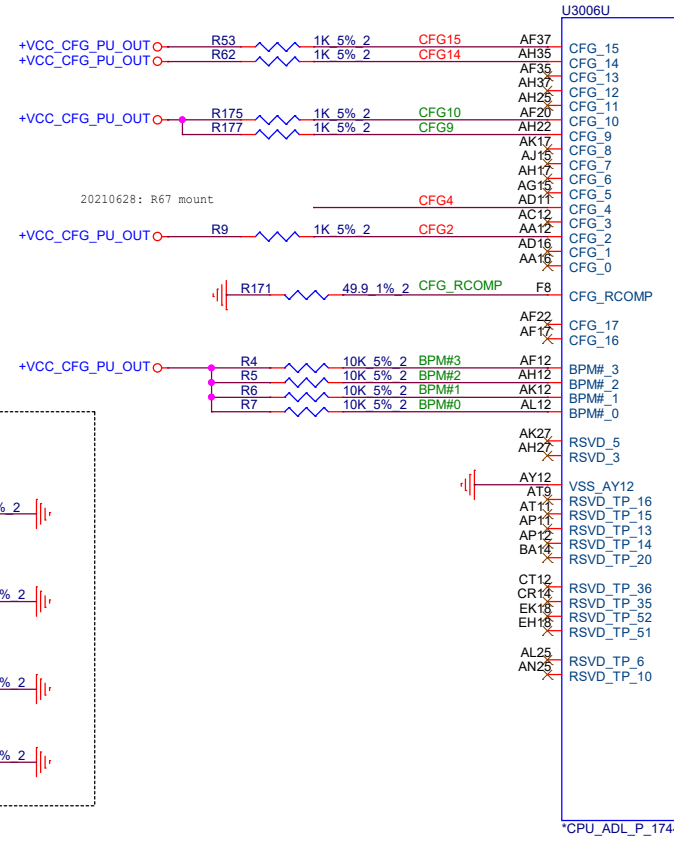 U3006U
+VCC_CFG_PU_OUT R53 1K_5%_2 CFG15 AF37 CFG_15
+VCC_CFG_PU_OUT R62 1K_5%_2 CFG14 AH35 CFG_14
AF35 CFG_13
AH37 CFG_12
AH25 CFG_11
+VCC_CFG_PU_OUT R175 1K_5%_2 CFG10 AF20 CFG_10
R177 1K_5%_2 CFG9 AH22 CFG_9
AK17 CFG_8
AJ15 CFG_7
AH17 CFG_6
AG15 CFG_5
20210628: R67 mount
CFG4 AD11 CFG_4
AC12 CFG_3
+VCC_CFG_PU_OUT R9 1K_5%_2 CFG2 AA12 CFG_2
AD16 CFG_1
AA16 CFG_0
R171 49.9_1%_2 CFG_RCOMP F8 CFG_RCOMP
AF22 CFG_17
AF17 CFG_16
+VCC_CFG_PU_OUT R4 10K_5%_2 BPM#3 AF12 BPM#_3
R5 10K_5%_2 BPM#2 AH12 BPM#_2
R6 10K_5%_2 BPM#1 AK12 BPM#_1
R7 10K_5%_2 BPM#0 AL12 BPM#_0
AK27 RSVD_5
AH27 RSVD_3
AY12 VSS_AY12
AT9 RSVD_TP_16
AT11 RSVD_TP_15
AP11 RSVD_TP_13
AP12 RSVD_TP_14
BA14 RSVD_TP_20
CT12 RSVD_TP_36
CR14 RSVD_TP_35
EK18 RSVD_TP_52
EH18 RSVD_TP_51
AL25 RSVD_TP_6
AN25 RSVD_TP_10
%_2
%_2
%_2
%_2
*CPU_ADL_P_174